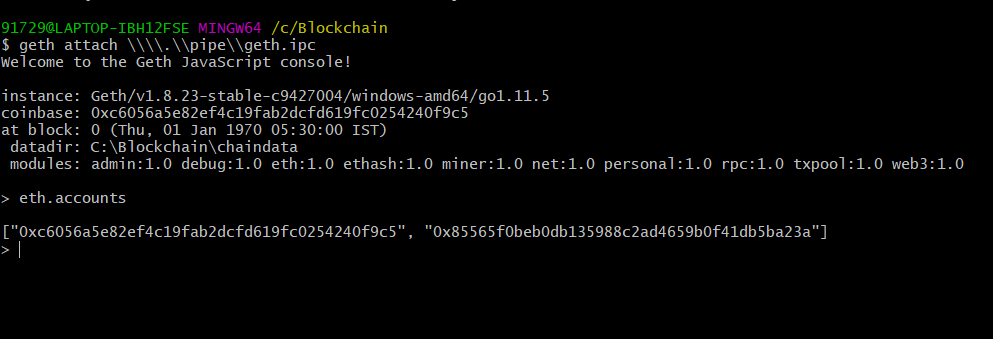 91729@LAPTOP-IBH12FSE MINGW64 /c/Blockchain
$ geth attach \\\\.\\pipe\\geth.ipc
Welcome to the Geth JavaScript console!
instance: Geth/v1.8.23-stable-c9427004/windows-amd64/go1.11.5
coinbase: 0xc6056a5e82ef4c19fab2dcfd619fc0254240f9c5
at block: 0 (Thu, 01 Jan 1970 05:30:00 IST)
datadir: C:\Blockchain\chaindata
modules: admin:1.0 debug:1.0 eth:1.0 ethash:1.0 miner:1.0 net:1.0 personal:1.0 rpc:1.0 txpool:1.0 web3:1.0
> eth.accounts
["0xc6056a5e82ef4c19fab2dcfd619fc0254240f9c5", "0x85565f0beb0db135988c2ad4659b0f41db5ba23a"]
>